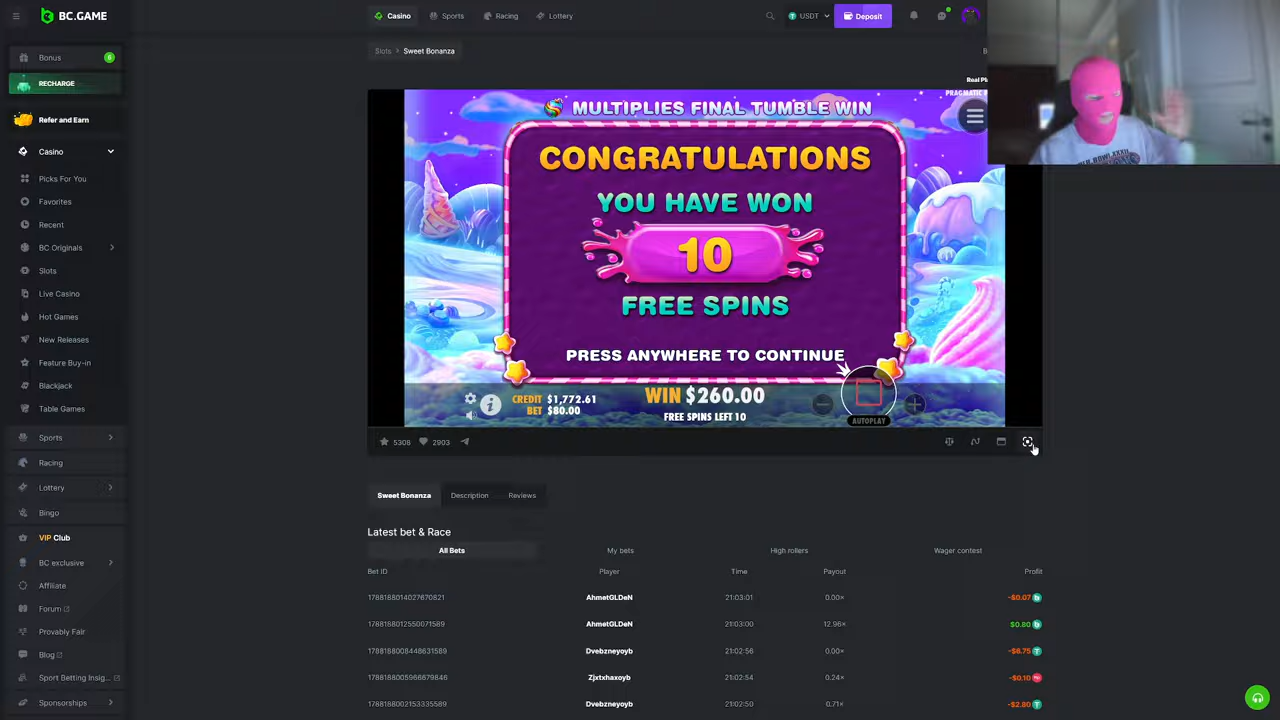 BC.GAME
Casino
Sports
Racing
Lottery
USDT
Deposit
Bonus
6
RECHARGE
Refer and Earn
Casino
Picks For You
Favorites
Recent
BC Originals
Slots
Live Casino
Hot Games
New Releases
Feature Buy-in
Blackjack
Table Games
Sports
Racing
Lottery
Bingo
VIP Club
BC exclusive
Affiliate
Forum
Provably Fair
Blog
Sport Betting Insig...
Sponsorships
Slots > Sweet Bonanza
MULTIPLIES FINAL TUMBLE WIN
CONGRATULATIONS
YOU HAVE WON
10
FREE SPINS
PRESS ANYWHERE TO CONTINUE
CREDIT $1,772.61
BET $80.00
WIN $260.00
FREE SPINS LEFT 10
AUTOPLAY
5308
2903
Sweet Bonanza
Description
Reviews
Latest bet & Race
All Bets
My bets
High rollers
Wager contest
Bet ID Player Time Payout Profit
1788188014027670821 AhmetGLDeN 21:03:01 0.00× -$0.07
1788188012550071589 AhmetGLDeN 21:03:00 12.96× $0.80
1788188008448631589 Dvebzneyoyb 21:02:56 0.00× -$6.75
1788188005966679846 Zjxtxhaxoyb 21:02:54 0.24× -$0.10
1788188002153335589 Dvebzneyoyb 21:02:50 0.71× -$2.80